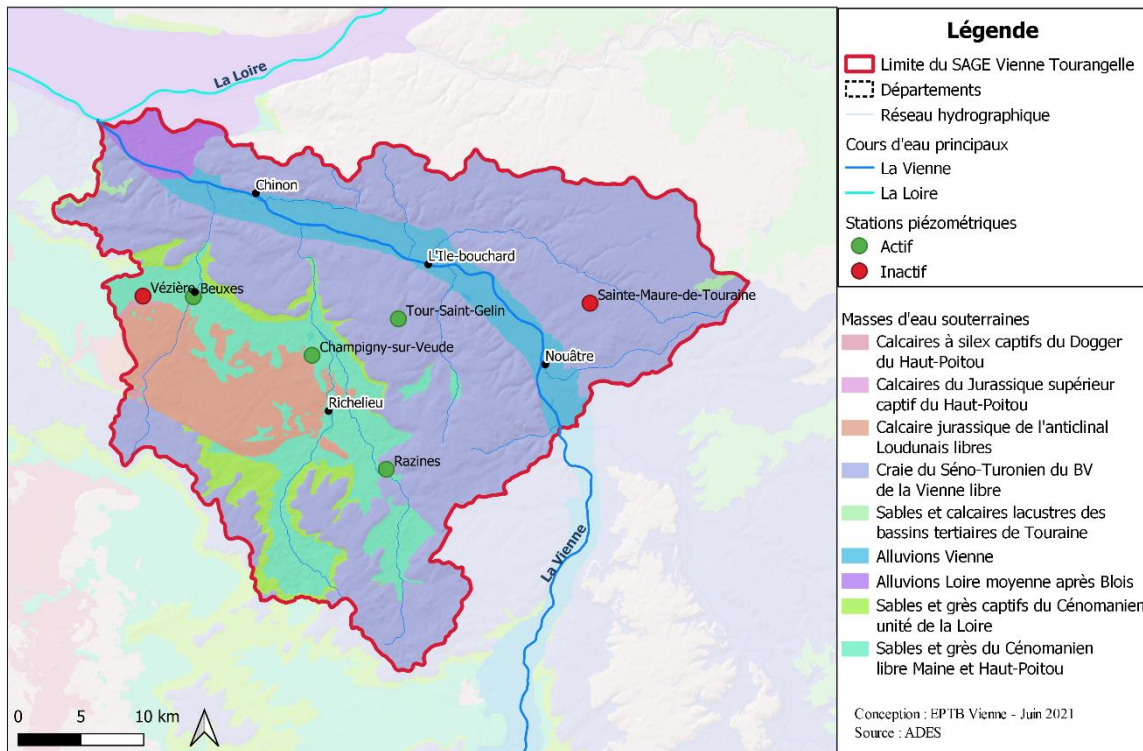 La Loire
Chinon
L'Ile-bouchard
Vézière
Beuxes
Sainte-Maure-de-Touraine
Tour-Saint-Gelin
Champigny-sur-Veude
Nouâtre
Richelieu
Razines
La Vienne
0 5 10 km
Légende
Limite du SAGE Vienne Tourangelle
Départements
Réseau hydrographique
Cours d'eau principaux
La Vienne
La Loire
Stations piézométriques
Actif
Inactif
Masses d'eau souterraines
Calcaires à silex captifs du Dogger
du Haut-Poitou
Calcaires du Jurassique supérieur
captif du Haut-Poitou
Calcaire jurassique de l'anticlinal
Loudunais libres
Craie du Séno-Turonien du BV
de la Vienne libre
Sables et calcaires lacustres des
bassins tertiaires de Touraine
Alluvions Vienne
Alluvions Loire moyenne après Blois
Sables et grès captifs du Cénomanien
unité de la Loire
Sables et grès du Cénomanien
libre Maine et Haut-Poitou
Conception : EPTB Vienne - Juin 2021
Source : ADES